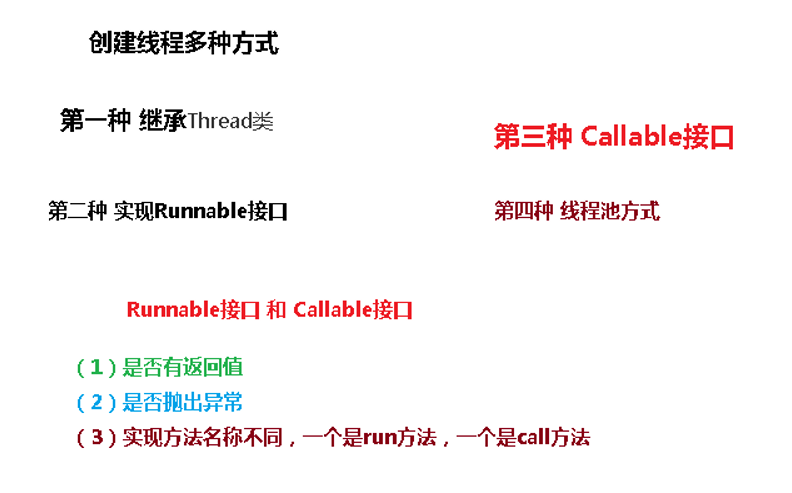 创建线程多种方式
第一种 继承Thread类
第三种 Callable接口
第二种 实现Runnable接口
第四种 线程池方式
Runnable接口 和 Callable接口
（1）是否有返回值
（2）是否抛出异常
（3）实现方法名称不同，一个是run方法，一个是call方法